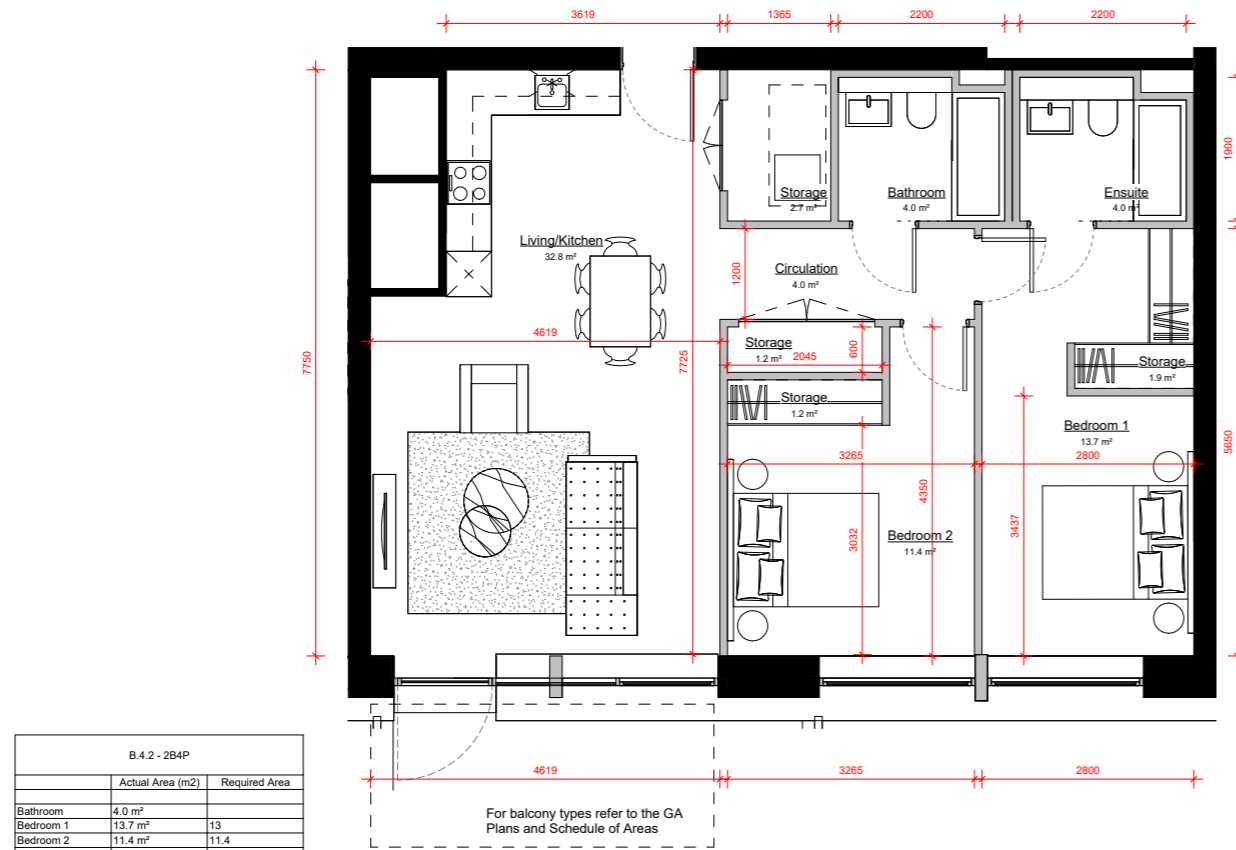 3619
1365
2200
2200
7750
1900
Storage
2.7 m²
Bathroom
4.0 m²
Ensuite
4.0 m²
Living/Kitchen
32.8 m²
1200
Circulation
4.0 m²
4619
7725
Storage
1.2 m²
2045
600
Storage
1.9 m²
Storage
1.2 m²
Bedroom 1
13.7 m²
5650
3265
2800
4350
3032
3437
Bedroom 2
11.4 m²
4619
3265
2800
For balcony types refer to the GA
Plans and Schedule of Areas
B.4.2 - 2B4P
Actual Area (m2) Required Area
Bathroom 4.0 m²
Bedroom 1 13.7 m² 13
Bedroom 2 11.4 m² 11.4